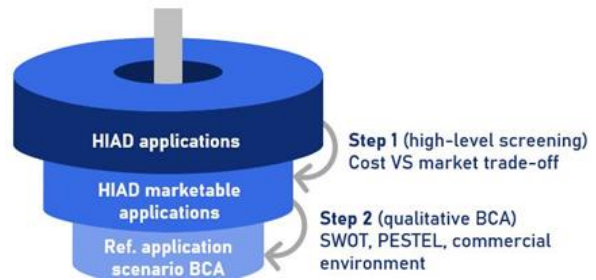 HIAD applications
Step 1 (high-level screening)
Cost VS market trade-off
HIAD marketable
applications
Step 2 (qualitative BCA)
SWOT, PESTEL, commercial
environment
Ref. application
scenario BCA